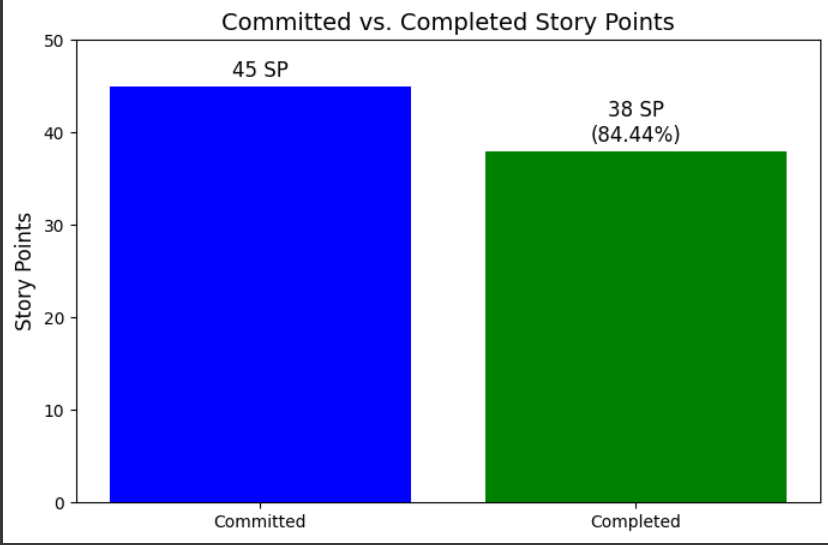 Committed vs. Completed Story Points
50
45 SP
38 SP
(84.44%)
40
30
Story Points
20
10
0
Committed
Completed